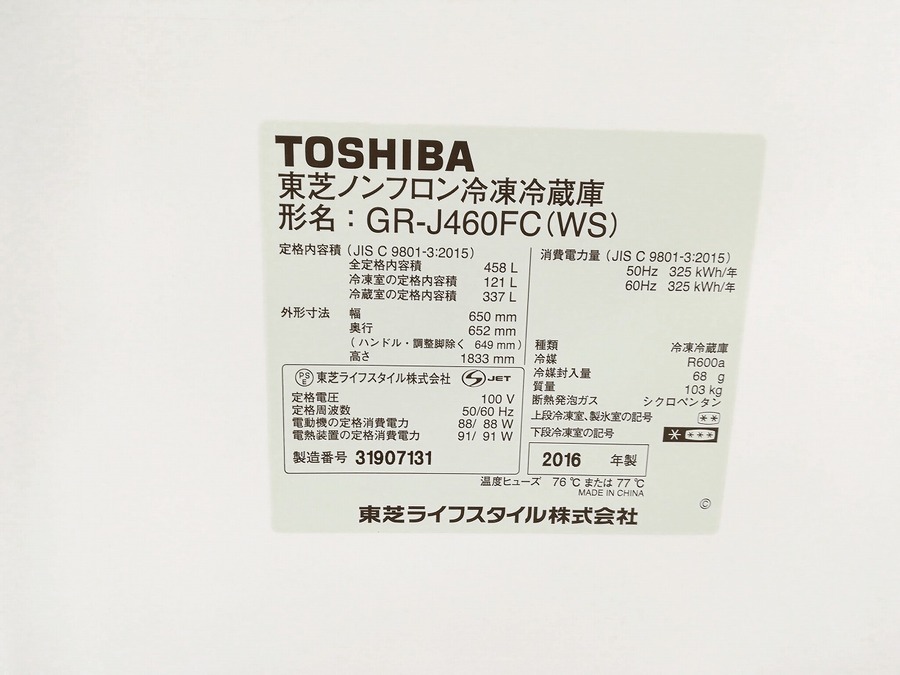 TOSHIBA
東芝ノンフロン冷凍冷蔵庫
形名：GR-J460FC(WS)
定格内容積 (JIS C 9801-3:2015)
全定格内容積 458 L
冷凍室の定格内容積 121 L
冷蔵室の定格内容積 337 L
外形寸法 幅 650 mm
奥行 652 mm
(ハンドル・調整脚除く 649 mm)
高さ 1833 mm
PSE 東芝ライフスタイル株式会社 S JET
定格電圧 100 V
定格周波数 50/60 Hz
電動機の定格消費電力 88/ 88 W
電熱装置の定格消費電力 91/ 91 W
製造番号 31907131
消費電力量 (JIS C 9801-3:2015)
50Hz 325 kWh/年
60Hz 325 kWh/年
種類 冷凍冷蔵庫
冷媒 R600a
冷媒封入量 68 g
質量 103 kg
断熱発泡ガス シクロペンタン
上段冷凍室、製氷室の記号 **
下段冷凍室の記号 * ***
2016 年製
温度ヒューズ 76 ℃ または 77 ℃
MADE IN CHINA
©
東芝ライフスタイル株式会社